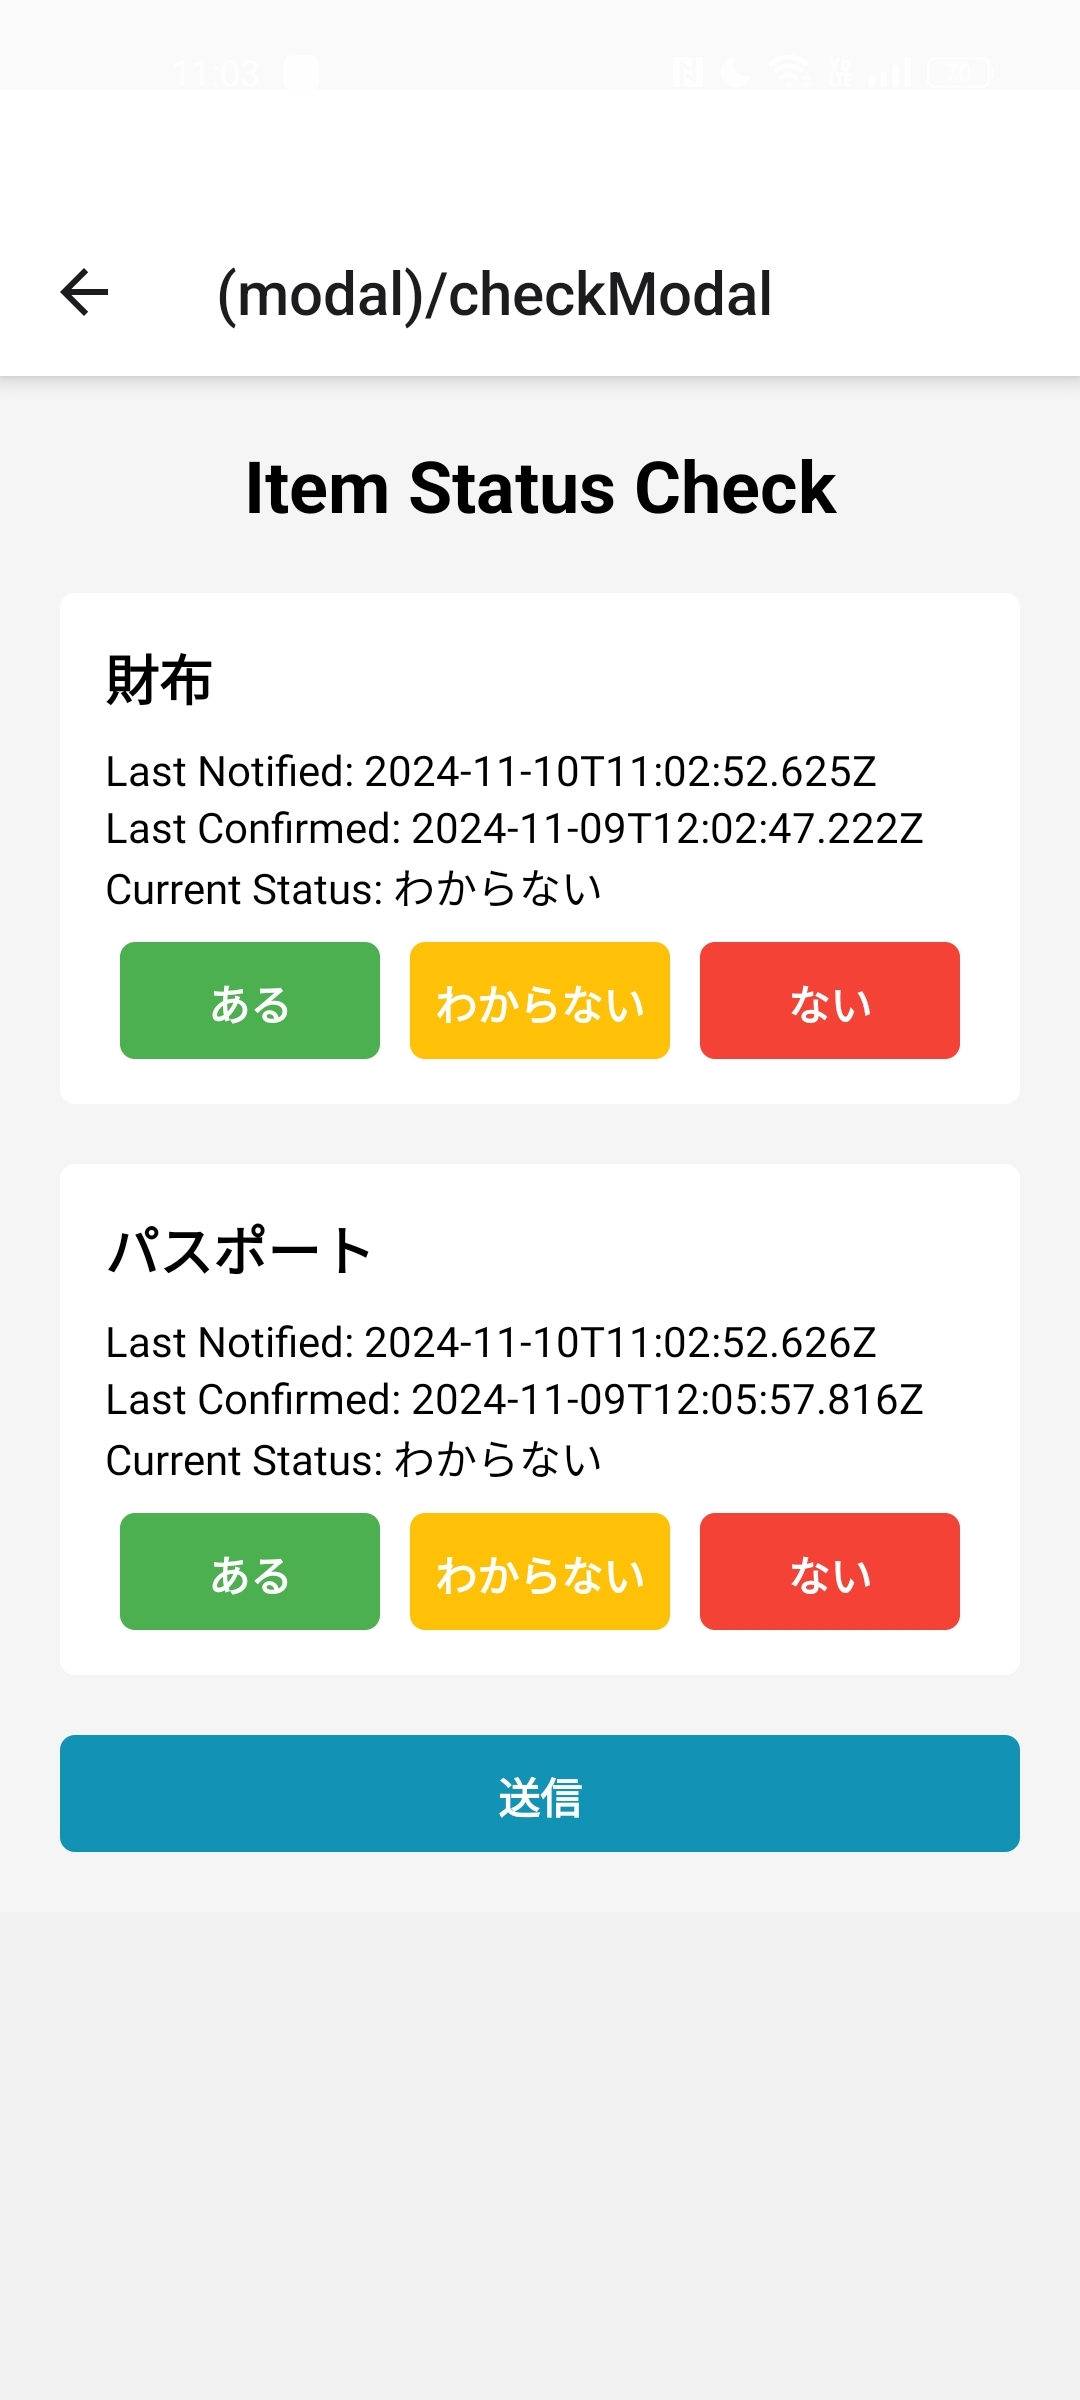 11:03
(modal)/checkModal
Item Status Check
財布
Last Notified: 2024-11-10T11:02:52.625Z
Last Confirmed: 2024-11-09T12:02:47.222Z
Current Status: わからない
ある わからない ない
パスポート
Last Notified: 2024-11-10T11:02:52.626Z
Last Confirmed: 2024-11-09T12:05:57.816Z
Current Status: わからない
ある わからない ない
送信